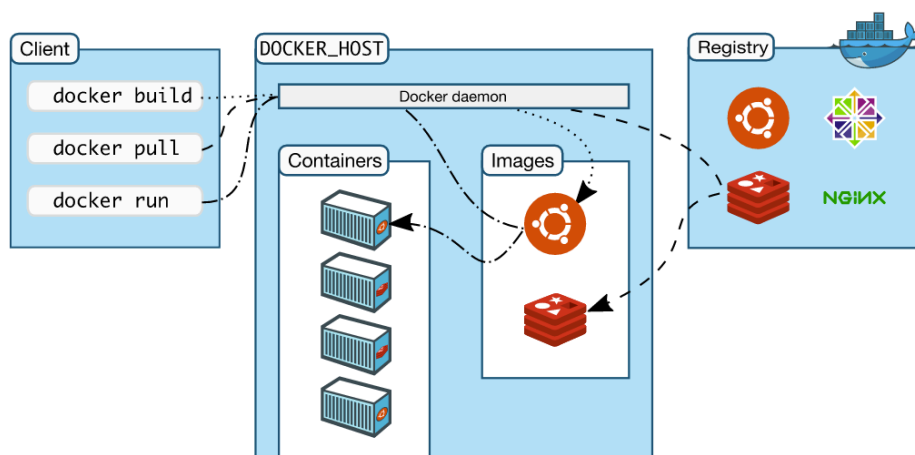 Client
docker build
docker pull
docker run
DOCKER_HOST
Docker daemon
Containers
Images
Registry
NGiNX